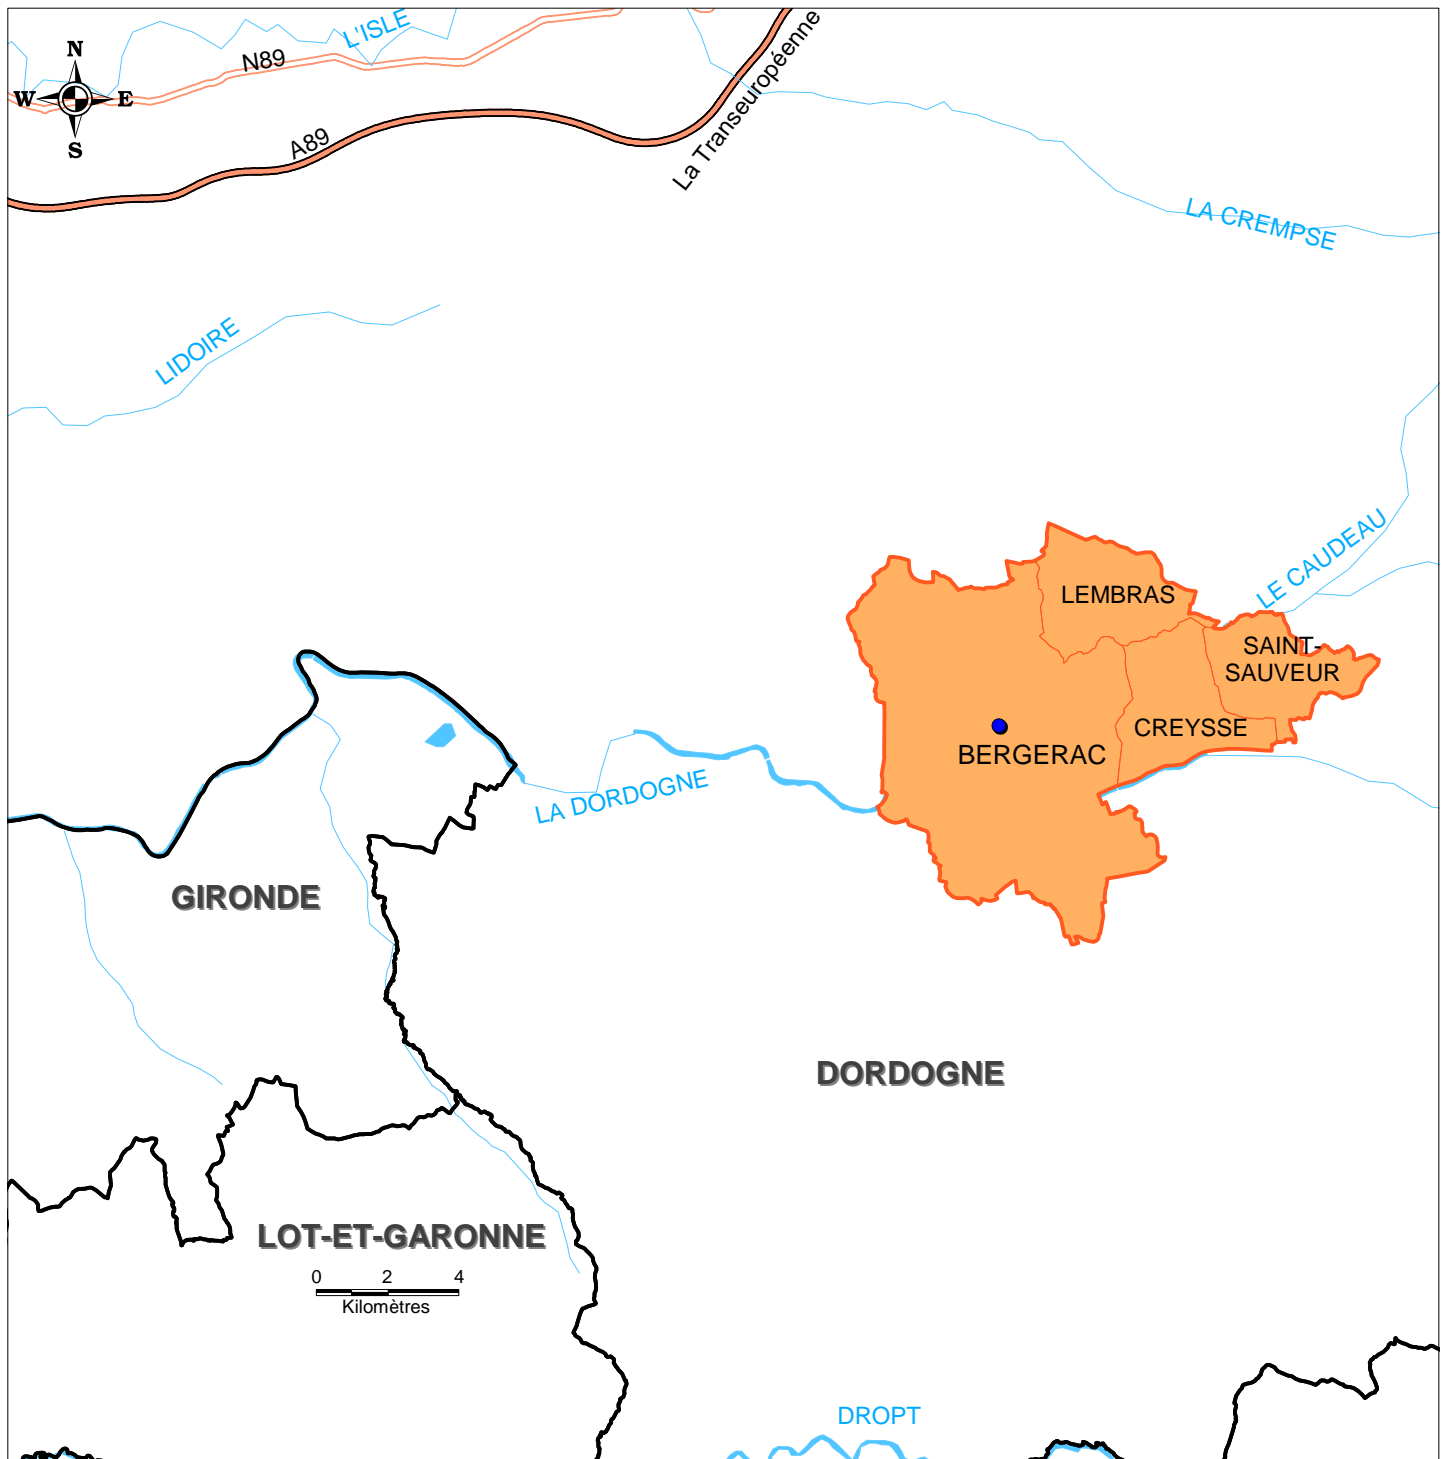 L'ISLE
N
N89
W
E
S
A89
La Transeuropéenne
LA CREMPSE
LIDOIRE
LE CAUDEAU
LEMBRAS
SAINT-
SAUVEUR
CREYSSE
BERGERAC
LA DORDOGNE
GIRONDE
DORDOGNE
LOT-ET-GARONNE
0 2 4
Kilomètres
DROPT